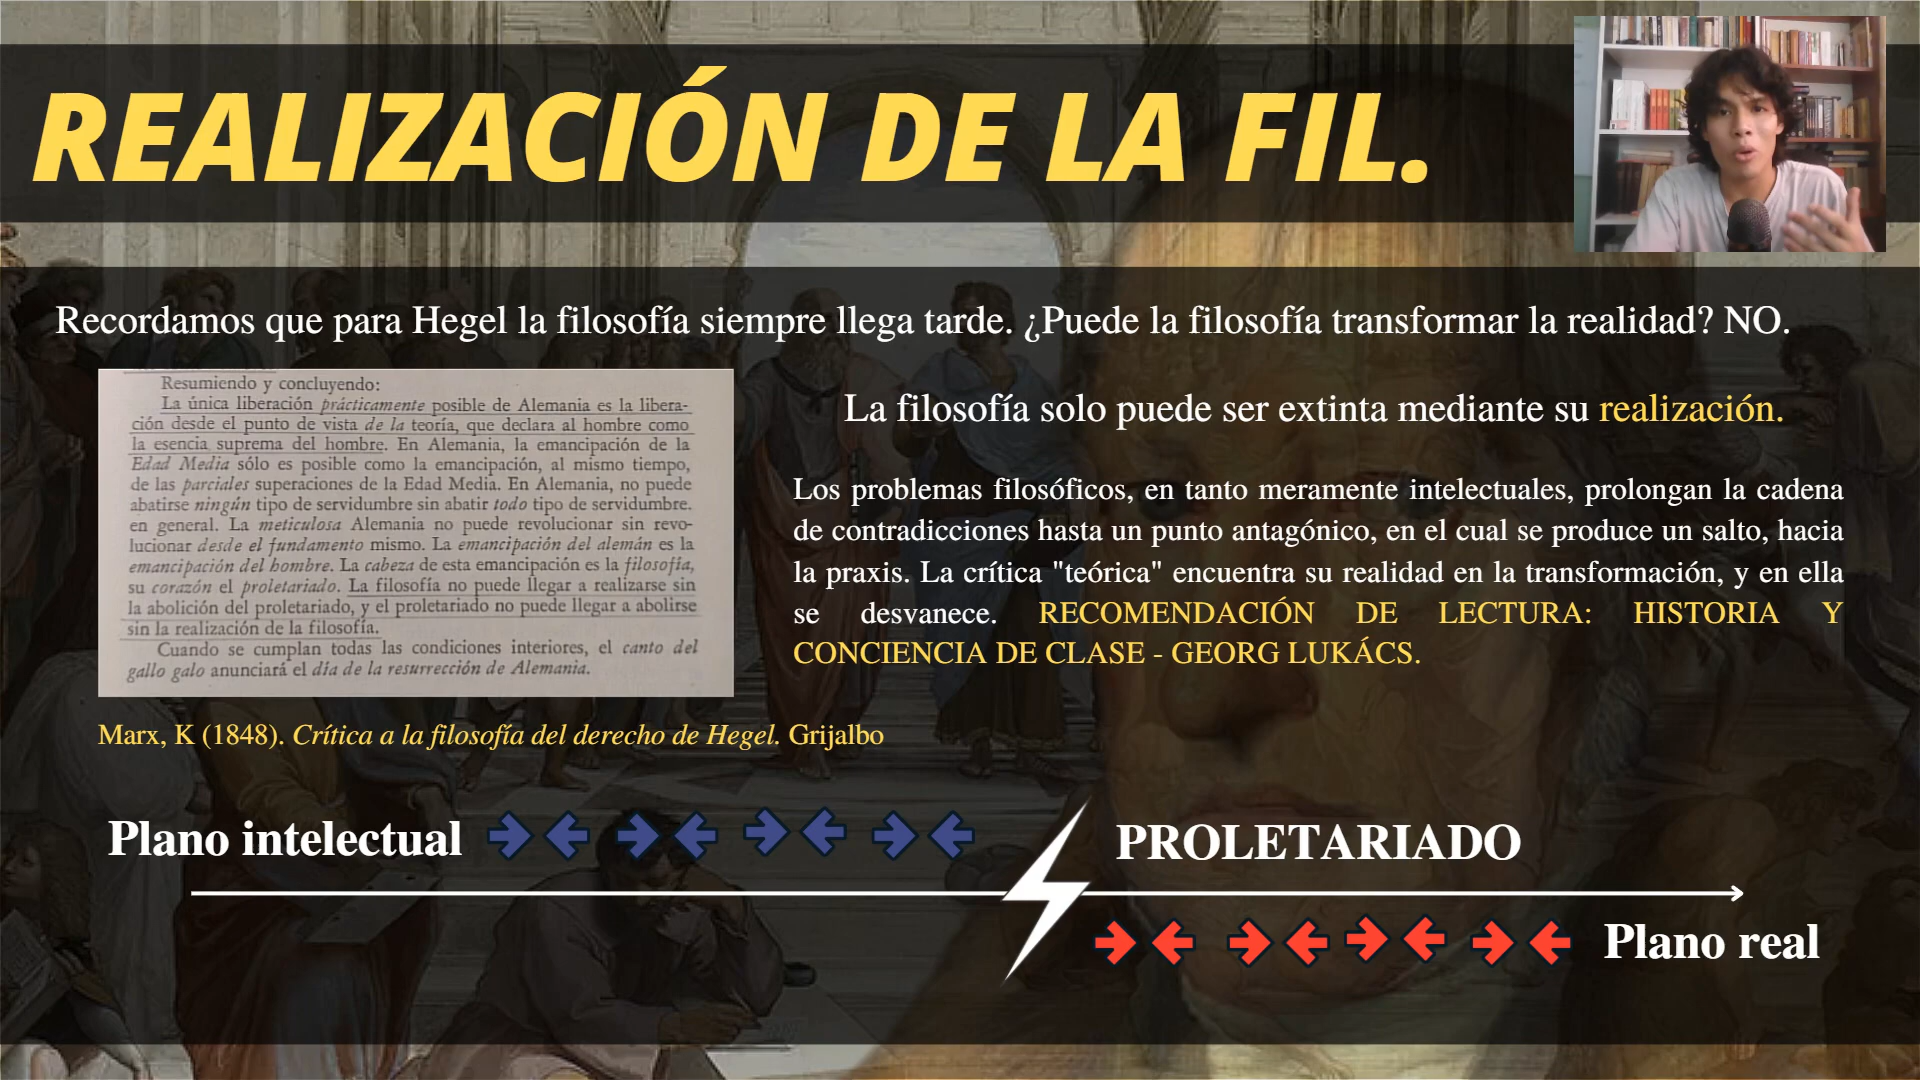 REALIZACIÓN DE LA FIL.
Recordamos que para Hegel la filosofía siempre llega tarde. ¿Puede la filosofía transformar la realidad? NO.
Resumiendo y concluyendo:
La única liberación prácticamente posible de Alemania es la libera-
ción desde el punto de vista de la teoría, que declara al hombre como
la esencia suprema del hombre. En Alemania, la emancipación de la
Edad Media sólo es posible como la emancipación, al mismo tiempo,
de las parciales superaciones de la Edad Media. En Alemania, no puede
abatirse ningún tipo de servidumbre sin abatir todo tipo de servidumbre.
en general. La meticulosa Alemania no puede revolucionar sin revo-
lucionar desde el fundamento mismo. La emancipación del alemán es la
emancipación del hombre. La cabeza de esta emancipación es la filosofía,
su corazón el proletariado. La filosofía no puede llegar a realizarse sin
la abolición del proletariado, y el proletariado no puede llegar a abolirse
sin la realización de la filosofía.
Cuando se cumplan todas las condiciones interiores, el canto del
gallo galo anunciará el día de la resurrección de Alemania.
Marx, K (1848). Crítica a la filosofía del derecho de Hegel. Grijalbo
La filosofía solo puede ser extinta mediante su realización.
Los problemas filosóficos, en tanto meramente intelectuales, prolongan la cadena
de contradicciones hasta un punto antagónico, en el cual se produce un salto, hacia
la praxis. La crítica "teórica" encuentra su realidad en la transformación, y en ella
se desvanece. RECOMENDACIÓN DE LECTURA: HISTORIA Y
CONCIENCIA DE CLASE - GEORG LUKÁCS.
Plano intelectual
PROLETARIADO
Plano real